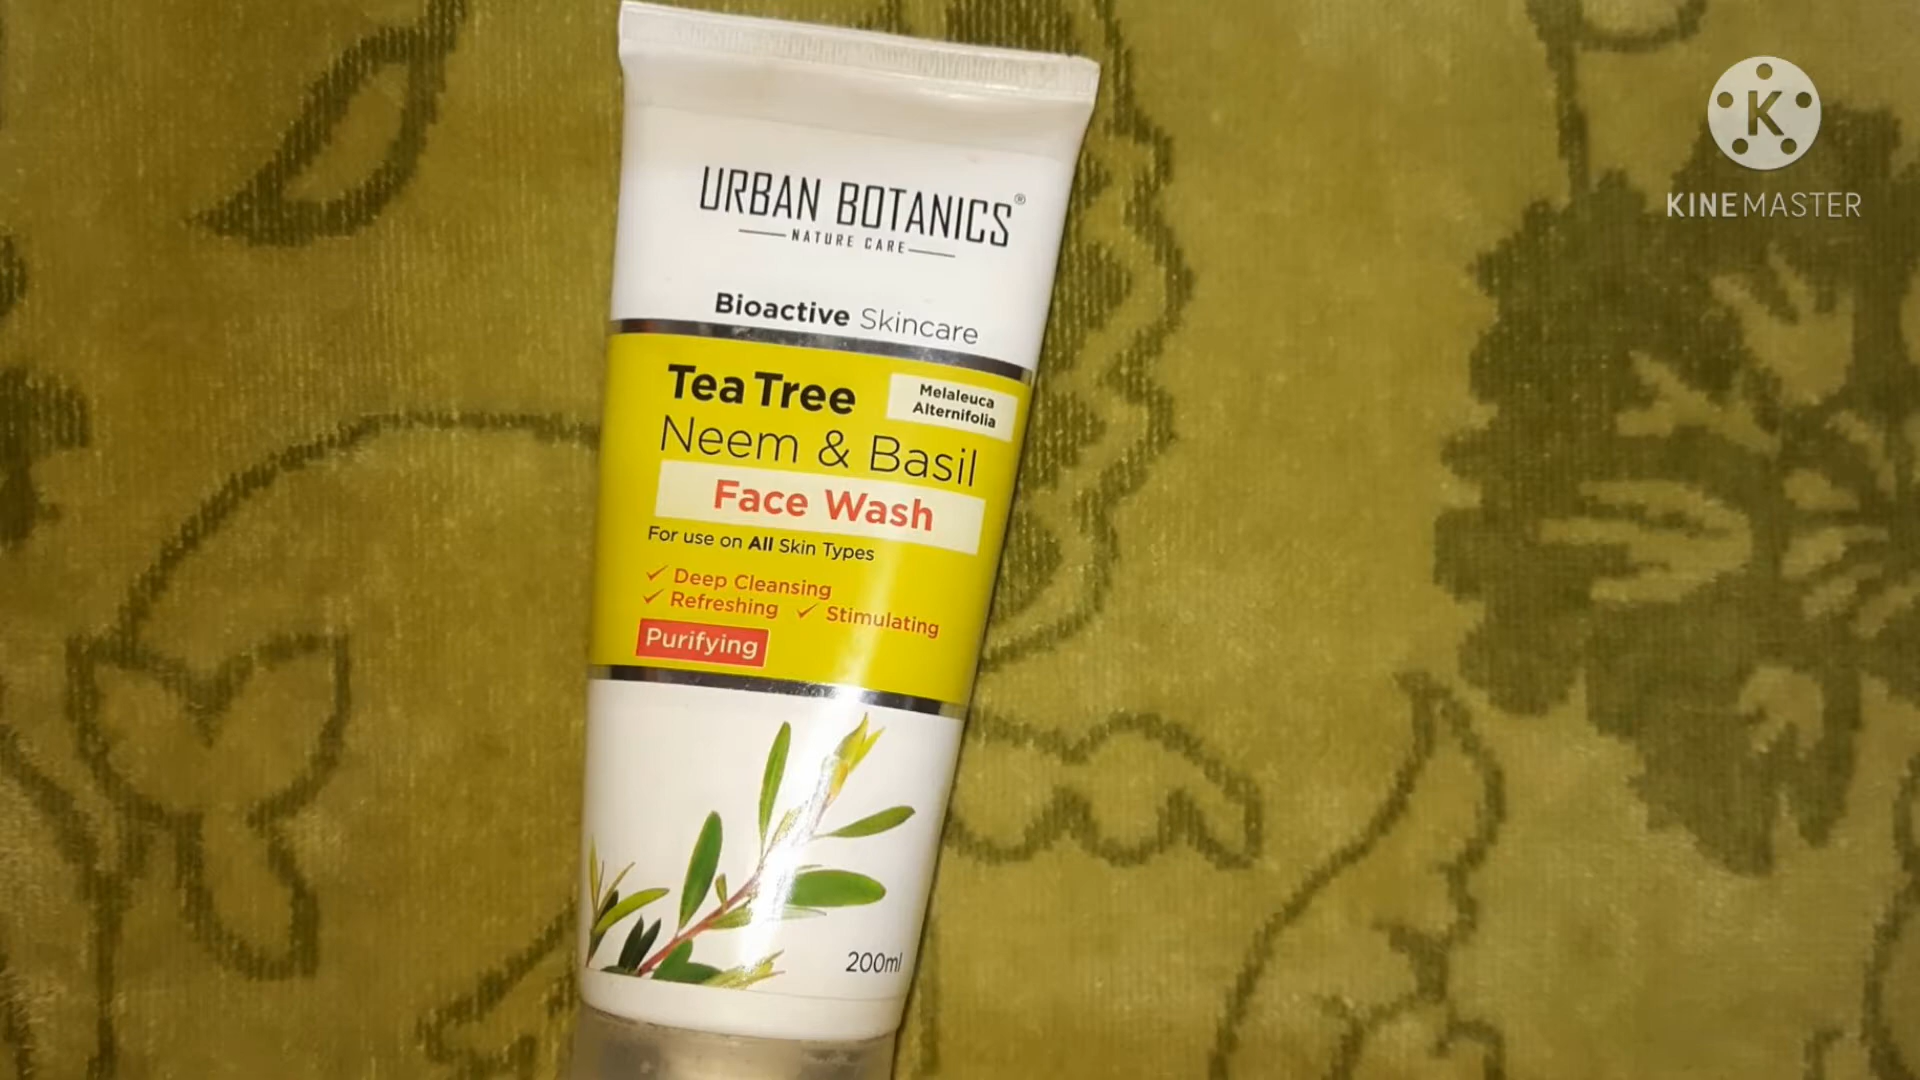 URBAN BOTANICS®
NATURE CARE
Bioactive Skincare
Tea Tree
Melaleuca
Alternifolia
Neem & Basil
Face Wash
For use on All Skin Types
✓ Deep Cleansing
✓ Refreshing ✓ Stimulating
Purifying
200ml
K
KINEMASTER